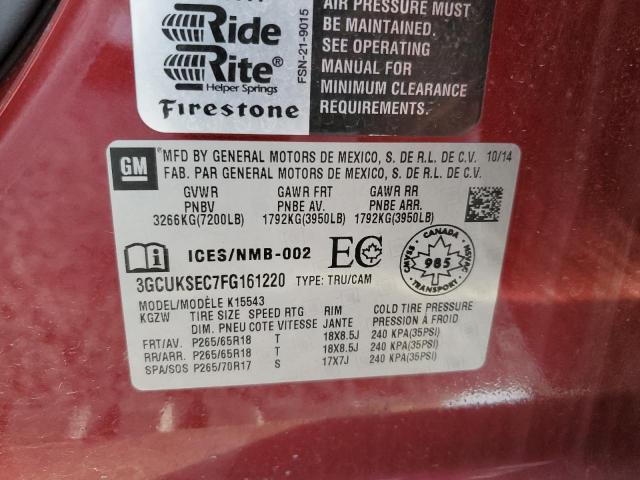 Ride
Rite®
Helper Springs
Firestone
FSN-21-9015
AIR PRESSURE MUST
BE MAINTAINED.
SEE OPERATING
MANUAL FOR
MINIMUM CLEARANCE
REQUIREMENTS.
GM
MFD BY GENERAL MOTORS DE MEXICO, S. DE R.L. DE C.V. 10/14
FAB. PAR GENERAL MOTORS DE MEXICO, S. DE R.L. DE C.V.
GVWR GAWR FRT GAWR RR
PNBV PNBE AV. PNBE ARR.
3266KG(7200LB) 1792KG(3950LB) 1792KG(3950LB)
ICES/NMB-002 EC
CMVSS NSVAC
985
CANADA
3GCUKSEC7FG161220 TYPE: TRU/CAM
MODEL/MODÈLE K15543
KGZW TIRE SIZE SPEED RTG RIM COLD TIRE PRESSURE
DIM. PNEU COTE VITESSE JANTE PRESSION À FROID
FRT/AV. P265/65R18 T 18X8.5J 240 KPA(35PSI)
RR/ARR. P265/65R18 T 18X8.5J 240 KPA(35PSI)
SPA/SOS P265/70R17 S 17X7J 240 KPA(35PSI)